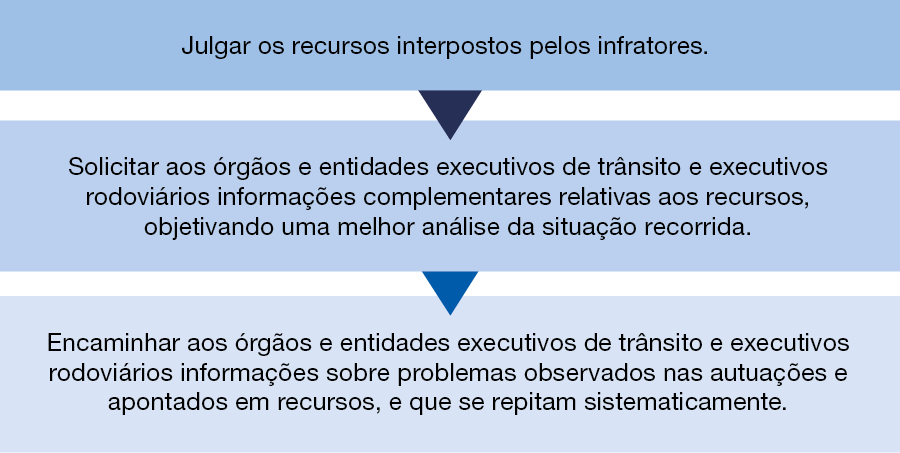 Julgar os recursos interpostos pelos infratores.
Solicitar aos órgãos e entidades executivos de trânsito e executivos
rodoviários informações complementares relativas aos recursos,
objetivando uma melhor análise da situação recorrida.
Encaminhar aos órgãos e entidades executivos de trânsito e executivos
rodoviários informações sobre problemas observados nas autuações e
apontados em recursos, e que se repitam sistematicamente.